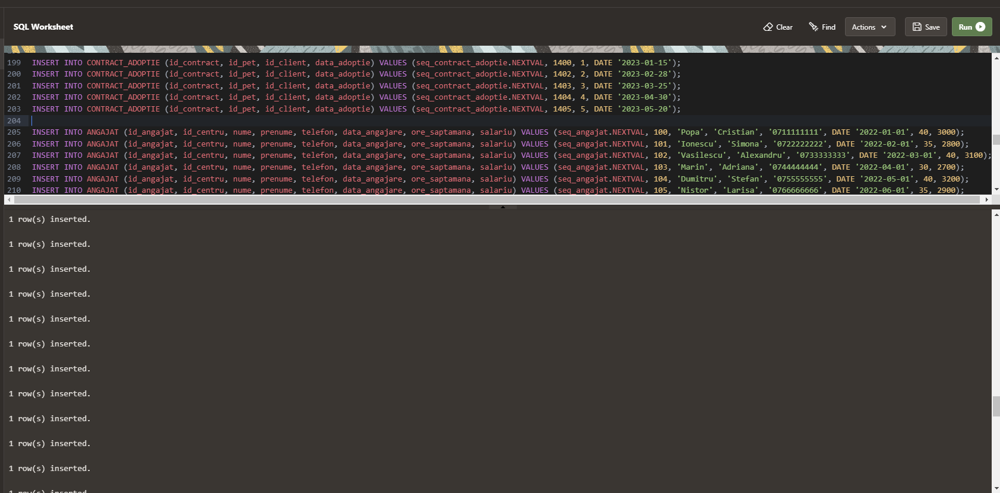 SQL Worksheet
Clear Find Actions Save Run
199 INSERT INTO CONTRACT_ADOPTIE (id_contract, id_pet, id_client, data_adoptie) VALUES (seq_contract_adoptie.NEXTVAL, 1400, 1, DATE '2023-01-15');
200 INSERT INTO CONTRACT_ADOPTIE (id_contract, id_pet, id_client, data_adoptie) VALUES (seq_contract_adoptie.NEXTVAL, 1402, 2, DATE '2023-02-28');
201 INSERT INTO CONTRACT_ADOPTIE (id_contract, id_pet, id_client, data_adoptie) VALUES (seq_contract_adoptie.NEXTVAL, 1403, 3, DATE '2023-03-25');
202 INSERT INTO CONTRACT_ADOPTIE (id_contract, id_pet, id_client, data_adoptie) VALUES (seq_contract_adoptie.NEXTVAL, 1404, 4, DATE '2023-04-30');
203 INSERT INTO CONTRACT_ADOPTIE (id_contract, id_pet, id_client, data_adoptie) VALUES (seq_contract_adoptie.NEXTVAL, 1405, 5, DATE '2023-05-20');
204
205 INSERT INTO ANGAJAT (id_angajat, id_centru, nume, prenume, telefon, data_angajare, ore_saptamana, salariu) VALUES (seq_angajat.NEXTVAL, 100, 'Popa', 'Cristian', '0711111111', DATE '2022-01-01', 40, 3000);
206 INSERT INTO ANGAJAT (id_angajat, id_centru, nume, prenume, telefon, data_angajare, ore_saptamana, salariu) VALUES (seq_angajat.NEXTVAL, 101, 'Ionescu', 'Simona', '0722222222', DATE '2022-02-01', 35, 2800);
207 INSERT INTO ANGAJAT (id_angajat, id_centru, nume, prenume, telefon, data_angajare, ore_saptamana, salariu) VALUES (seq_angajat.NEXTVAL, 102, 'Vasilescu', 'Alexandru', '0733333333', DATE '2022-03-01', 40, 3100);
208 INSERT INTO ANGAJAT (id_angajat, id_centru, nume, prenume, telefon, data_angajare, ore_saptamana, salariu) VALUES (seq_angajat.NEXTVAL, 103, 'Marin', 'Adriana', '0744444444', DATE '2022-04-01', 30, 2700);
209 INSERT INTO ANGAJAT (id_angajat, id_centru, nume, prenume, telefon, data_angajare, ore_saptamana, salariu) VALUES (seq_angajat.NEXTVAL, 104, 'Dumitru', 'Stefan', '0755555555', DATE '2022-05-01', 40, 3200);
210 INSERT INTO ANGAJAT (id_angajat, id_centru, nume, prenume, telefon, data_angajare, ore_saptamana, salariu) VALUES (seq_angajat.NEXTVAL, 105, 'Nistor', 'Larisa', '0766666666', DATE '2022-06-01', 35, 2900);
1 row(s) inserted.
1 row(s) inserted.
1 row(s) inserted.
1 row(s) inserted.
1 row(s) inserted.
1 row(s) inserted.
1 row(s) inserted.
1 row(s) inserted.
1 row(s) inserted.
1 row(s) inserted.
1 row(s) inserted.
1 row(s) inserted.